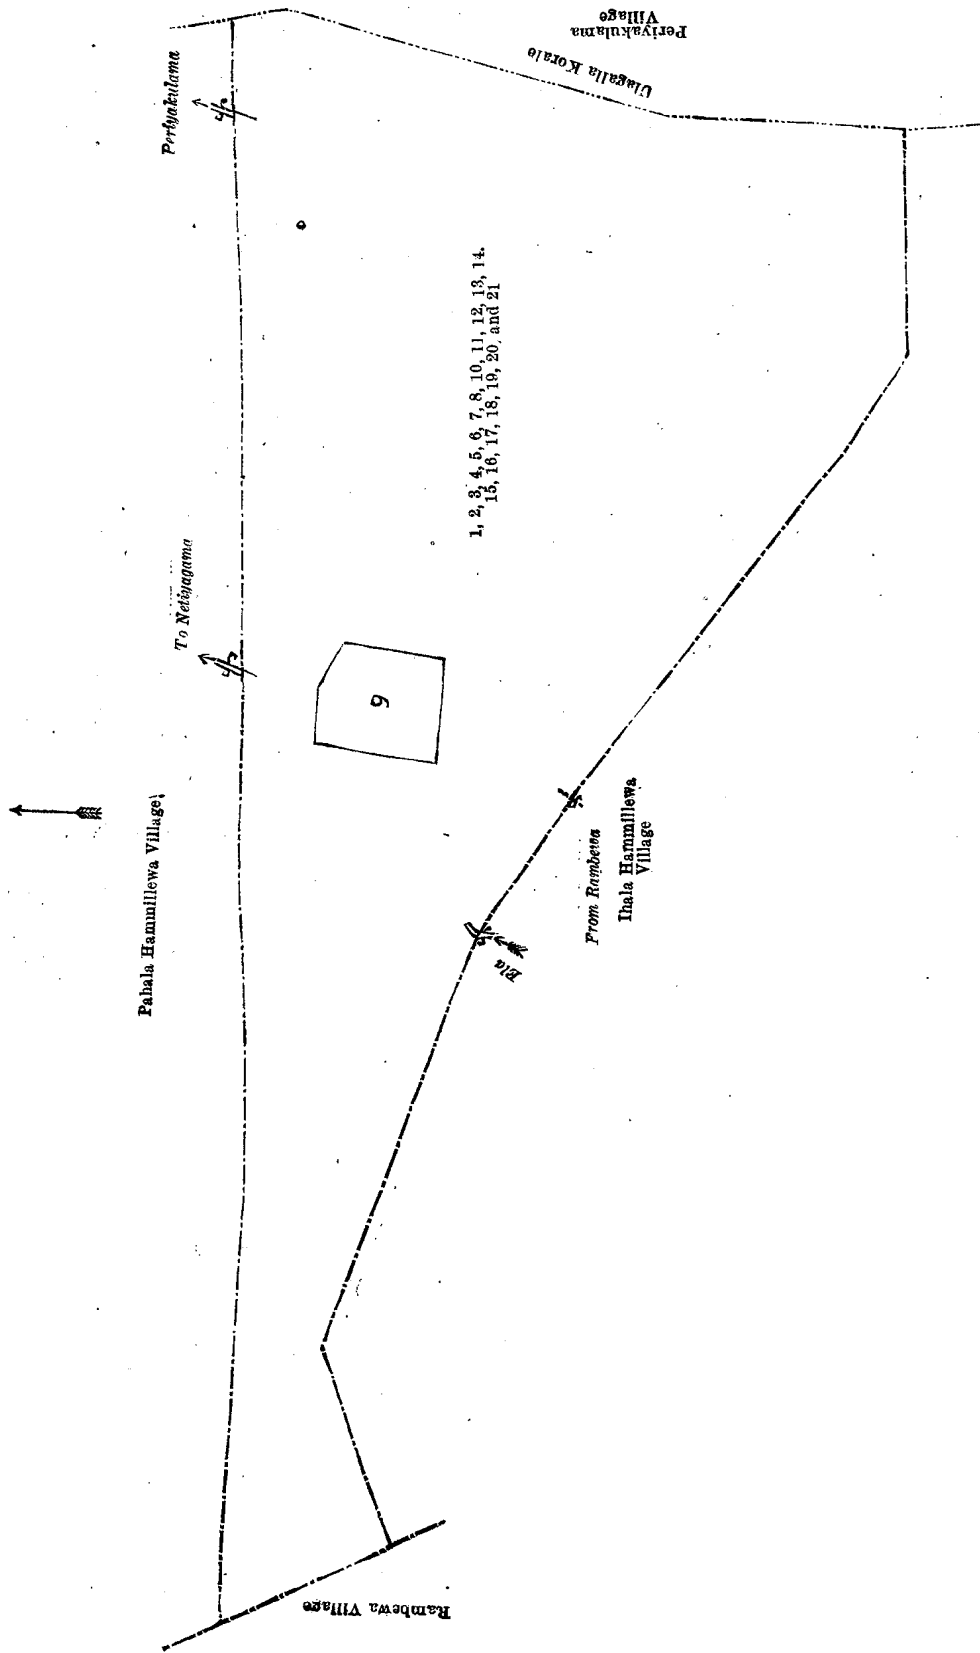 Periyakulama
Village
Ulagalla Korale
Periyakulama
To Netiyagama
Pahala Hammillewa Village
1, 2, 3, 4, 5, 6, 7, 8, 10, 11, 12, 13, 14.
15, 16, 17, 18, 19, 20, and 21
9
From Rambewa
Ihala Hammillewa
Village
Ela
Rambewa Village